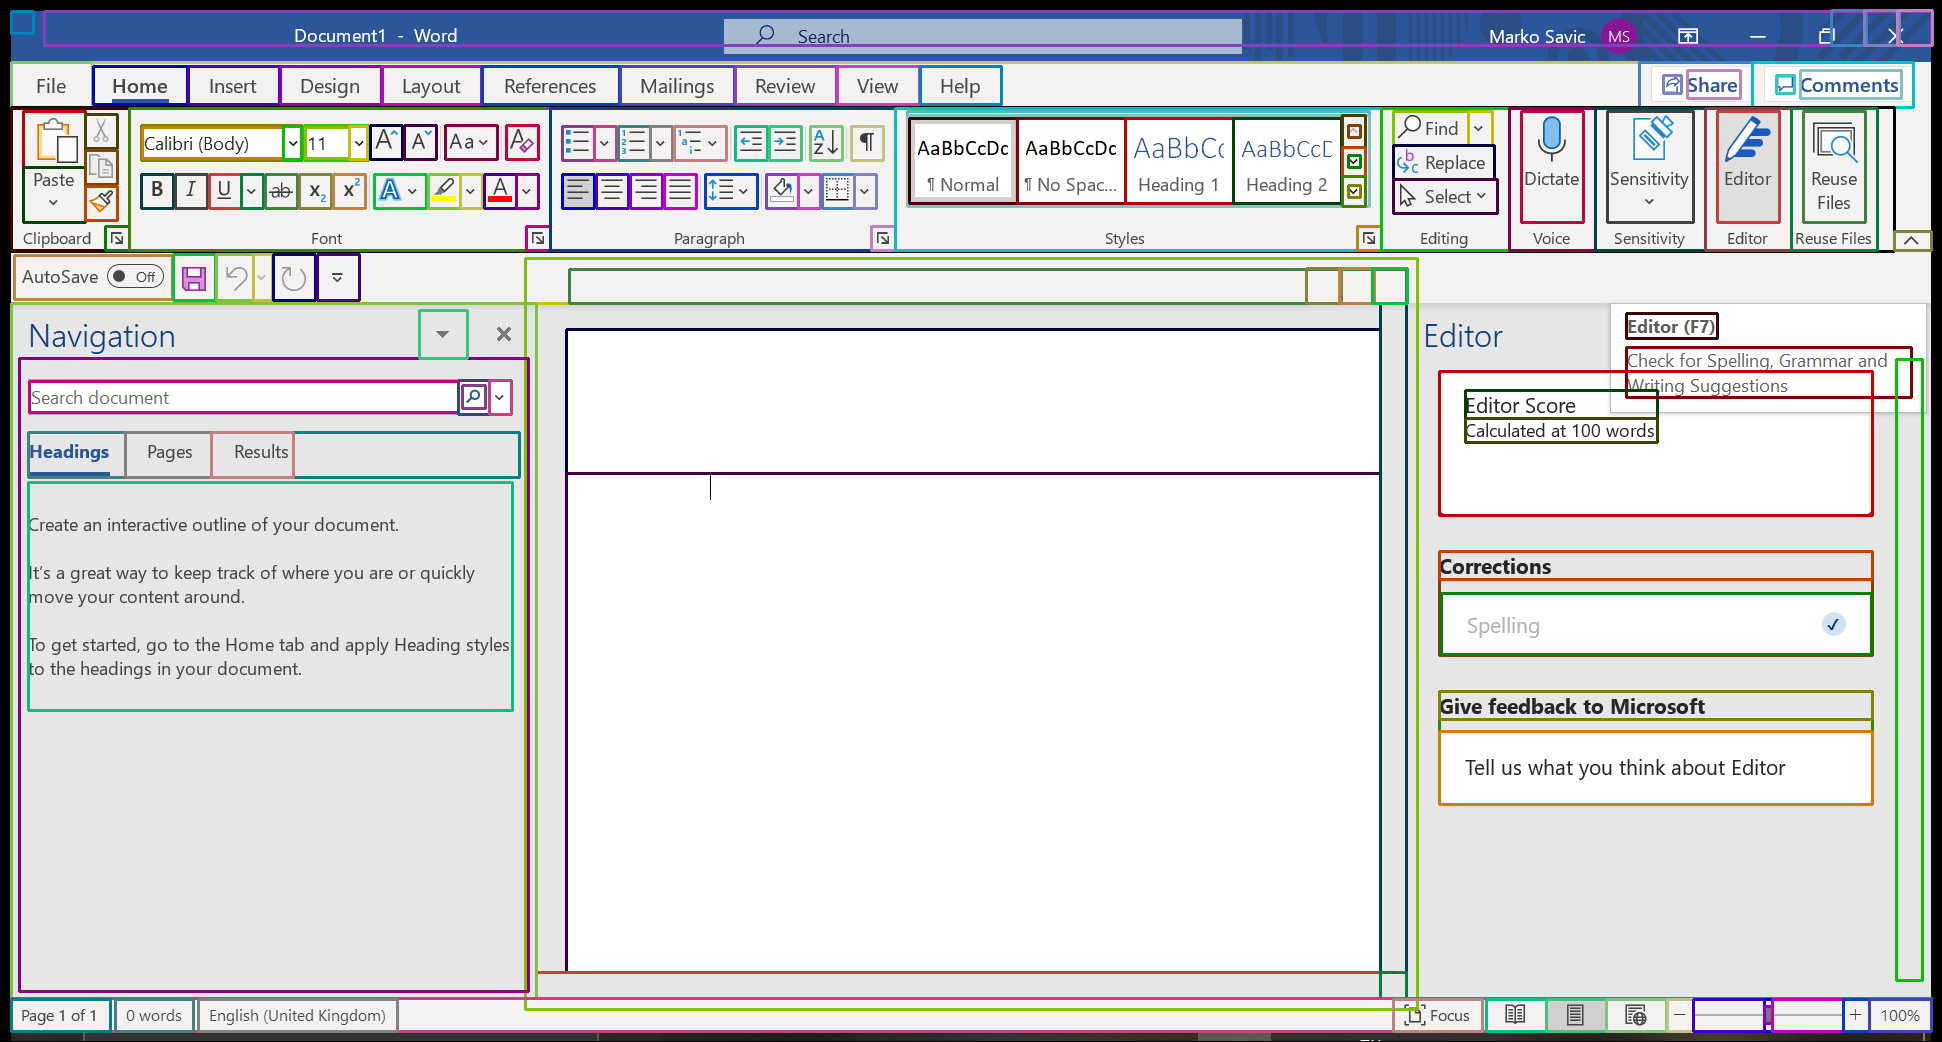 Document1 - Word
Search
Marko Savic
MS
File
Home
Insert
Design
Layout
References
Mailings
Review
View
Help
Share
Comments
Paste
Clipboard
Calibri (Body)
11
A
A
Aa
A
B
I
U
ab
x2
x2
A
A
Font
Paragraph
AaBbCcDc
¶ Normal
AaBbCcDc
¶ No Spac...
AaBbCc
Heading 1
AaBbCcD
Heading 2
Styles
Find
Replace
Select
Editing
Dictate
Voice
Sensitivity
Sensitivity
Editor
Editor
Reuse
Files
Reuse Files
AutoSave
Off
Navigation
Search document
Headings
Pages
Results
Create an interactive outline of your document.
It's a great way to keep track of where you are or quickly
move your content around.
To get started, go to the Home tab and apply Heading styles
to the headings in your document.
Editor
Editor (F7)
Check for Spelling, Grammar and
Writing Suggestions
Editor Score
Calculated at 100 words
Corrections
Spelling
Give feedback to Microsoft
Tell us what you think about Editor
Page 1 of 1
0 words
English (United Kingdom)
Focus
100%